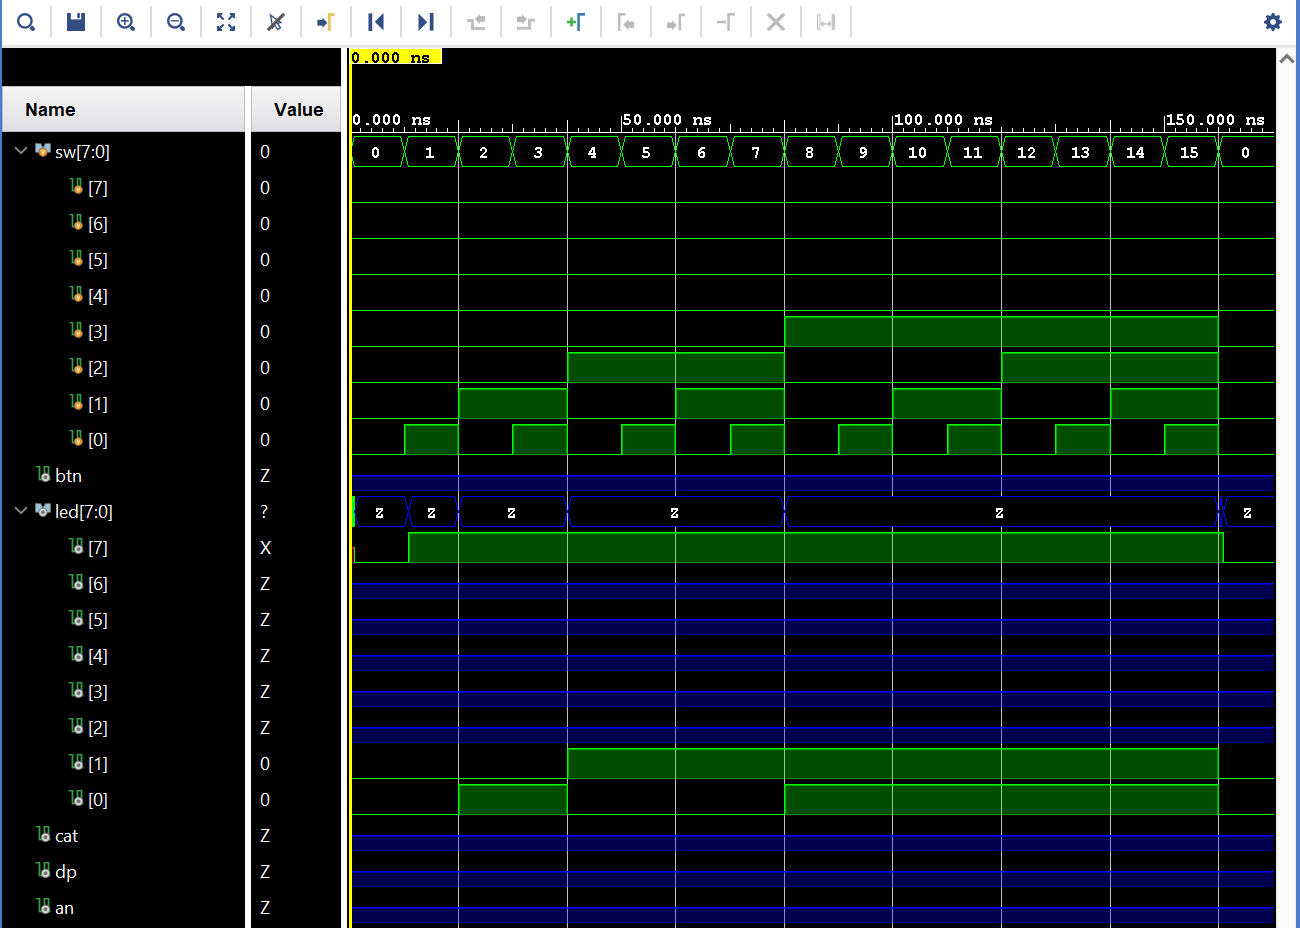 0.000 ns
Name Value
0.000 ns 50.000 ns 100.000 ns 150.000 ns
sw[7:0] 0 0 1 2 3 4 5 6 7 8 9 10 11 12 13 14 15 0
[7] 0
[6] 0
[5] 0
[4] 0
[3] 0
[2] 0
[1] 0
[0] 0
btn Z
led[7:0] ? z z z z z z
[7] X
[6] Z
[5] Z
[4] Z
[3] Z
[2] Z
[1] 0
[0] 0
cat Z
dp Z
an Z